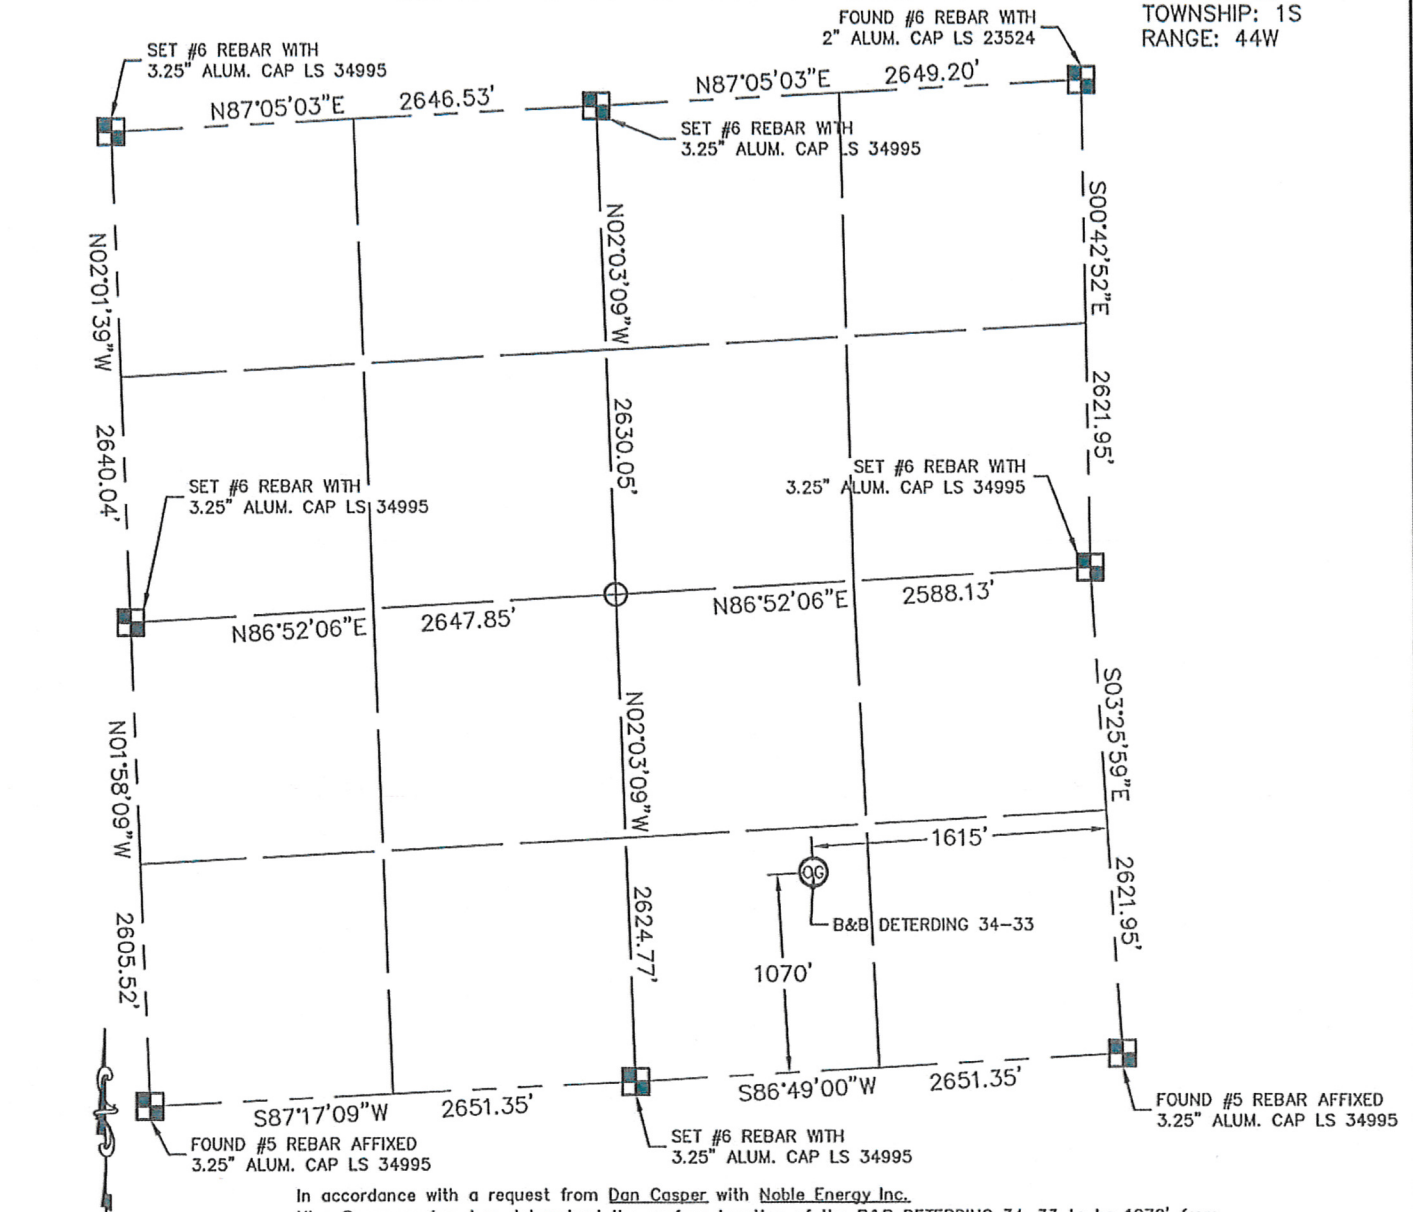 TOWNSHIP: 1S
RANGE: 44W
FOUND #6 REBAR WITH
2" ALUM. CAP LS 23524
SET #6 REBAR WITH
3.25" ALUM. CAP LS 34995
N87°05'03"E 2646.53'
N87°05'03"E 2649.20'
SET #6 REBAR WITH
3.25" ALUM. CAP LS 34995
N02°01'39"W 2640.04'
N02°03'09"W 2630.05'
S00°42'52"E 2621.95'
SET #6 REBAR WITH
3.25" ALUM. CAP LS 34995
SET #6 REBAR WITH
3.25" ALUM. CAP LS 34995
N86°52'06"E 2647.85'
N86°52'06"E 2588.13'
N01°58'09"W 2605.52'
N02°03'09"W 2624.77'
S03°25'59"E 2621.95'
1615'
OG
B&B DETERDING 34-33
1070'
S87°17'09"W 2651.35'
S86°49'00"W 2651.35'
FOUND #5 REBAR AFFIXED
3.25" ALUM. CAP LS 34995
SET #6 REBAR WITH
3.25" ALUM. CAP LS 34995
FOUND #5 REBAR AFFIXED
3.25" ALUM. CAP LS 34995
In accordance with a request from Dan Casper with Noble Energy Inc.